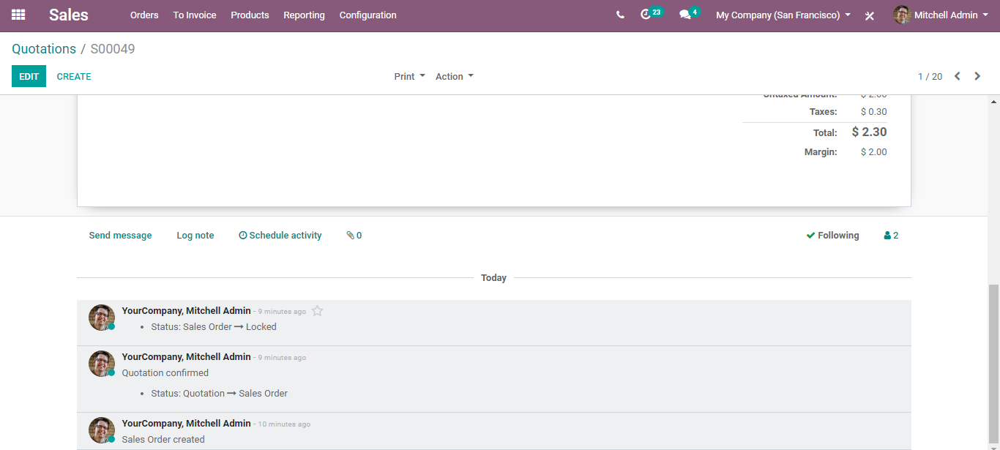 Sales Orders To Invoice Products Reporting Configuration 23 4 My Company (San Francisco) Mitchell Admin
Quotations / S00049
EDIT CREATE Print Action 1 / 20
Untaxed Amount: $ 2.00
Taxes: $ 0.30
Total: $ 2.30
Margin: $ 2.00
Send message Log note Schedule activity 0 Following 2
Today
YourCompany, Mitchell Admin - 9 minutes ago
• Status: Sales Order → Locked
YourCompany, Mitchell Admin - 9 minutes ago
Quotation confirmed
• Status: Quotation → Sales Order
YourCompany, Mitchell Admin - 10 minutes ago
Sales Order created